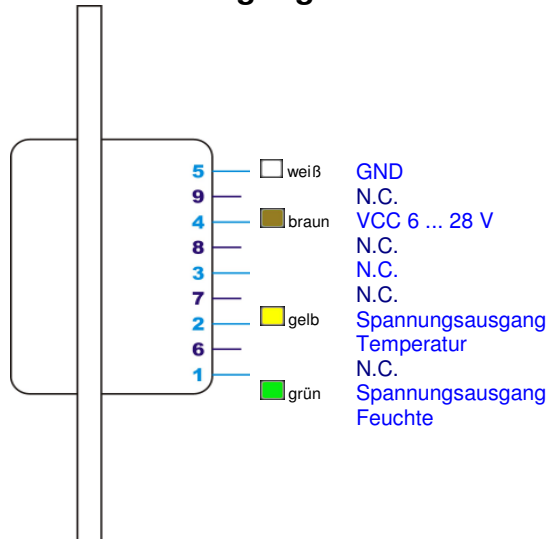 5 weiß GND
9 N.C.
4 braun VCC 6 ... 28 V
8 N.C.
3 N.C.
7 N.C.
2 gelb Spannungsausgang
Temperatur
6 N.C.
1 grün Spannungsausgang
Feuchte